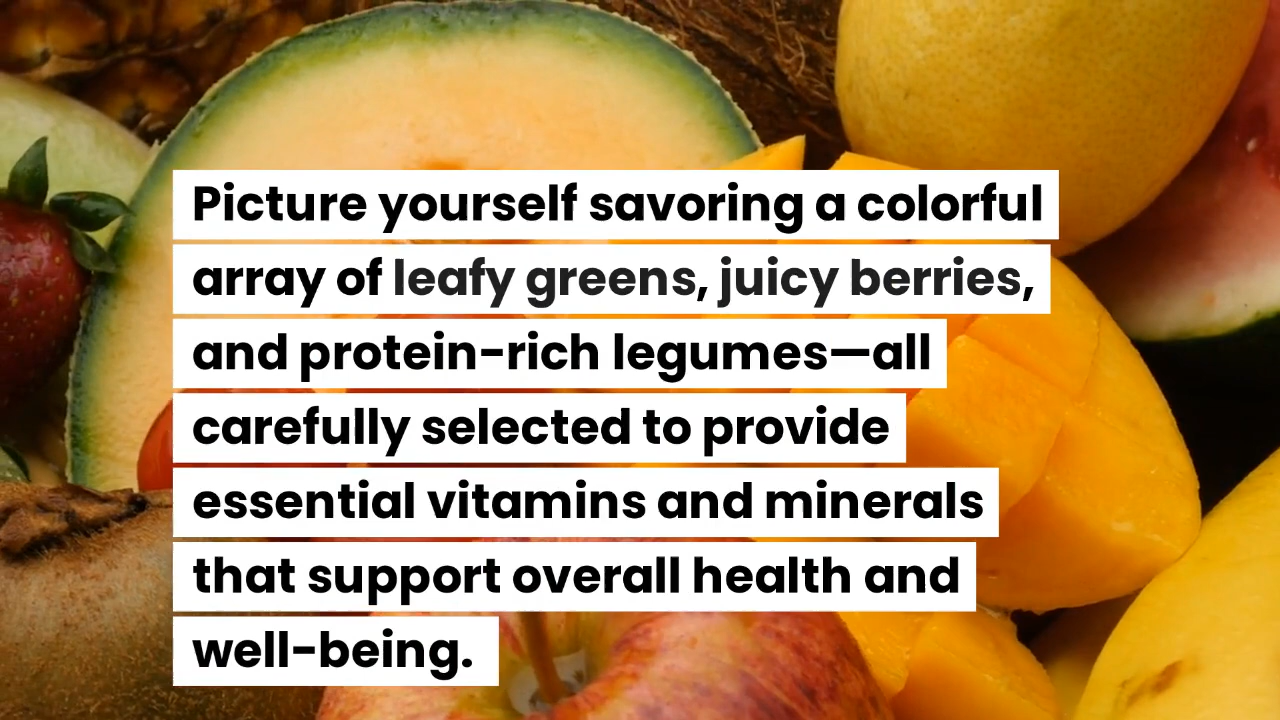 Picture yourself savoring a colorful
array of leafy greens, juicy berries,
and protein-rich legumes—all
carefully selected to provide
essential vitamins and minerals
that support overall health and
well-being.